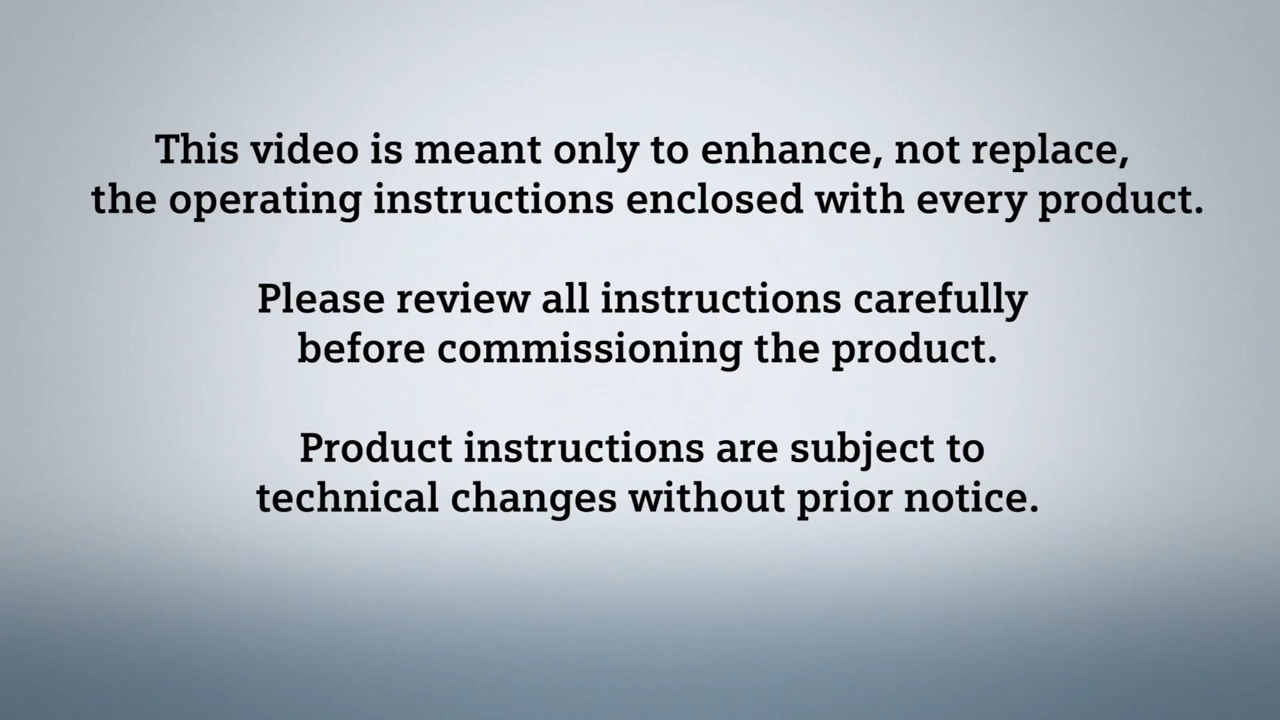 This video is meant only to enhance, not replace,
the operating instructions enclosed with every product.
Please review all instructions carefully
before commissioning the product.
Product instructions are subject to
technical changes without prior notice.